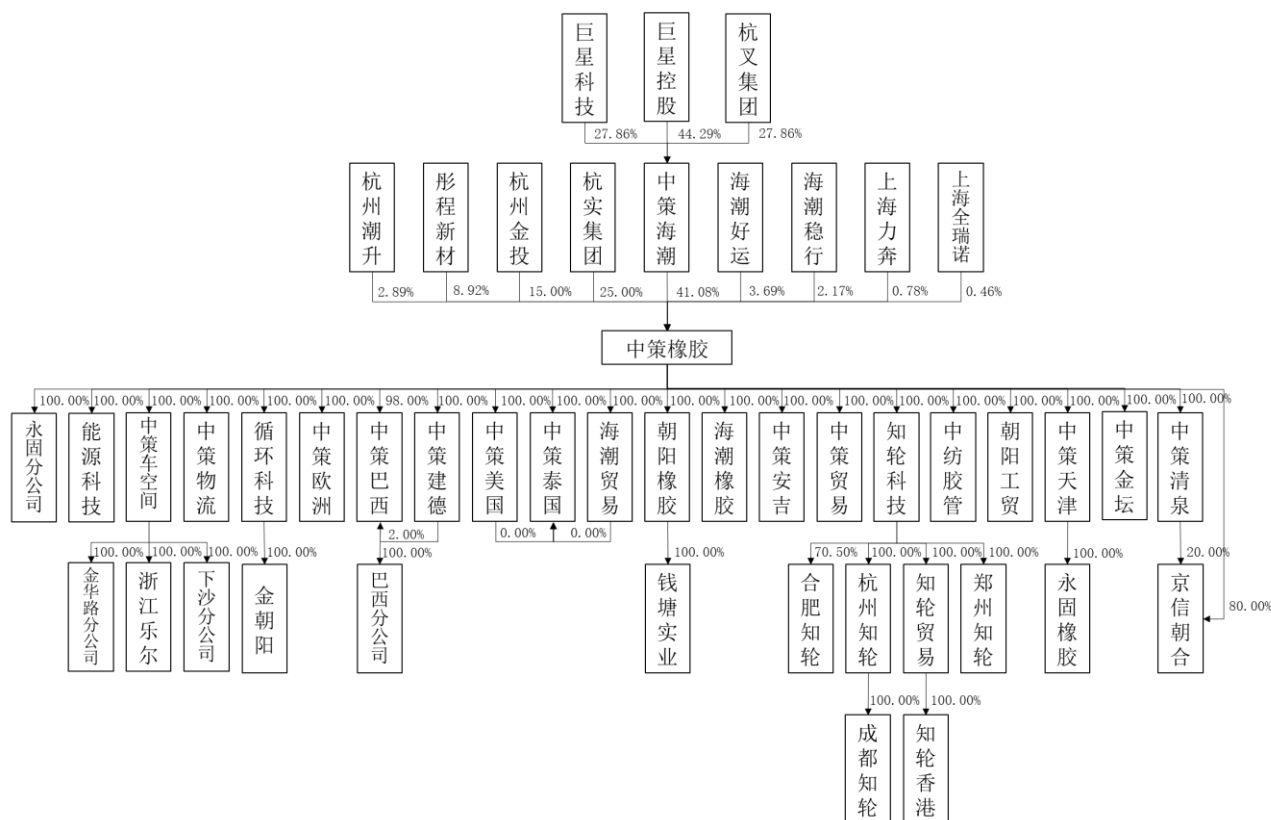 巨星科技
巨星控股
杭叉集团
27.86%
44.29%
27.86%
杭州潮升
彤程新材
杭州金投
杭实集团
中策海潮
海潮好运
海潮稳行
上海力奔
上海全瑞诺
2.89%
8.92%
15.00%
25.00%
41.08%
3.69%
2.17%
0.78%
0.46%
中策橡胶
100.00%
100.00%
100.00%
100.00%
100.00%
100.00%
100.00%
98.00%
100.00%
100.00%
100.00%
100.00%
100.00%
100.00%
100.00%
100.00%
100.00%
100.00%
100.00%
100.00%
100.00%
永固分公司
能源科技
中策车空间
中策物流
循环科技
中策欧洲
中策巴西
中策建德
中策美国
中策泰国
海潮贸易
朝阳橡胶
海潮橡胶
中策安吉
中策贸易
知轮科技
中纺胶管
朝阳工贸
中策天津
中策金坛
中策清泉
2.00%
0.00%
0.00%
100.00%
100.00%
100.00%
100.00%
100.00%
100.00%
70.50%
100.00%
100.00%
100.00%
100.00%
20.00%
80.00%
金华路分公司
浙江乐尔
下沙分公司
金朝阳
巴西分公司
钱塘实业
合肥知轮
杭州知轮
知轮贸易
郑州知轮
永固橡胶
京信朝合
100.00%
100.00%
成都知轮
知轮香港